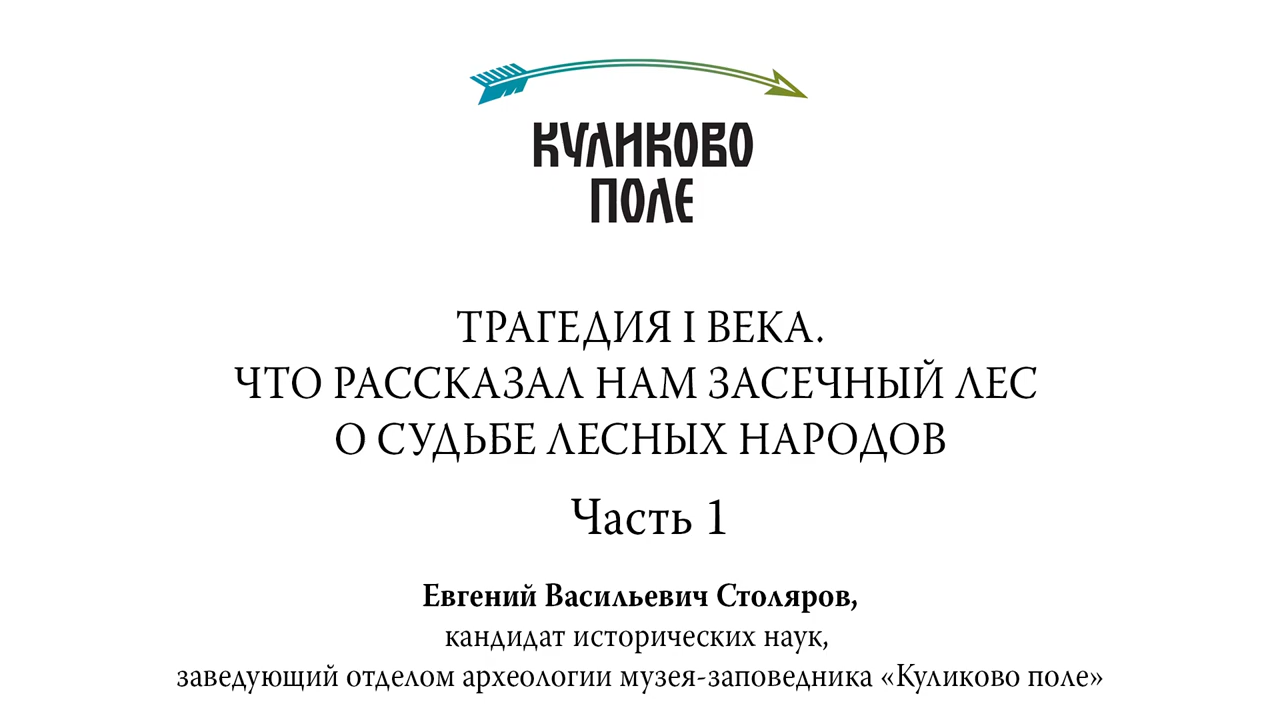 КУЛИКОВО
ПОЛЕ
ТРАГЕДИЯ I ВЕКА.
ЧТО РАССКАЗАЛ НАМ ЗАСЕЧНЫЙ ЛЕС
О СУДЬБЕ ЛЕСНЫХ НАРОДОВ
Часть 1
Евгений Васильевич Столяров,
кандидат исторических наук,
заведующий отделом археологии музея-заповедника «Куликово поле»